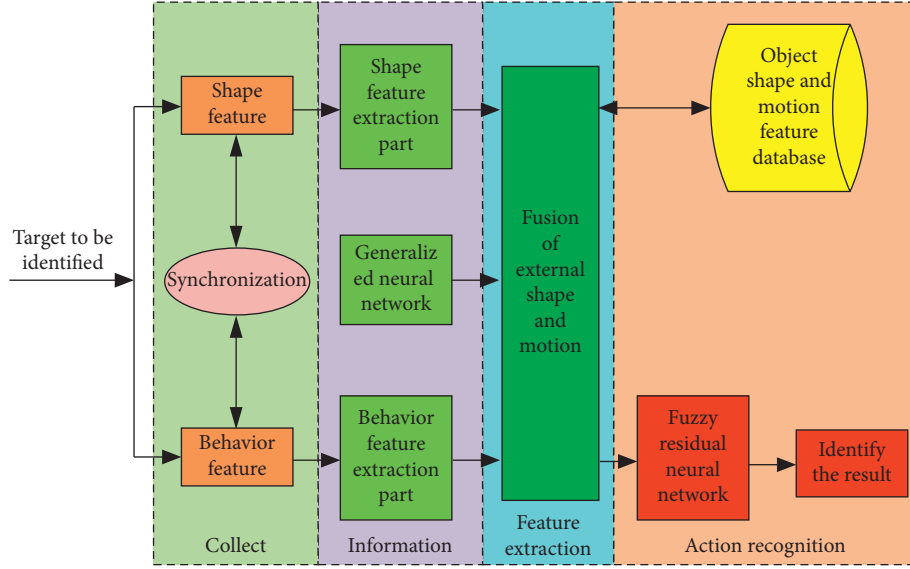 Target to be
identified
Shape
feature
Synchronization
Behavior
feature
Collect
Shape
feature
extraction
part
Generaliz
ed neural
network
Behavior
feature
extraction
part
Information
Fusion
of
external
shape
and
motion
Feature
extraction
Object
shape and
motion
feature
database
Fuzzy
residual
neural
network
Identify
the result
Action recognition